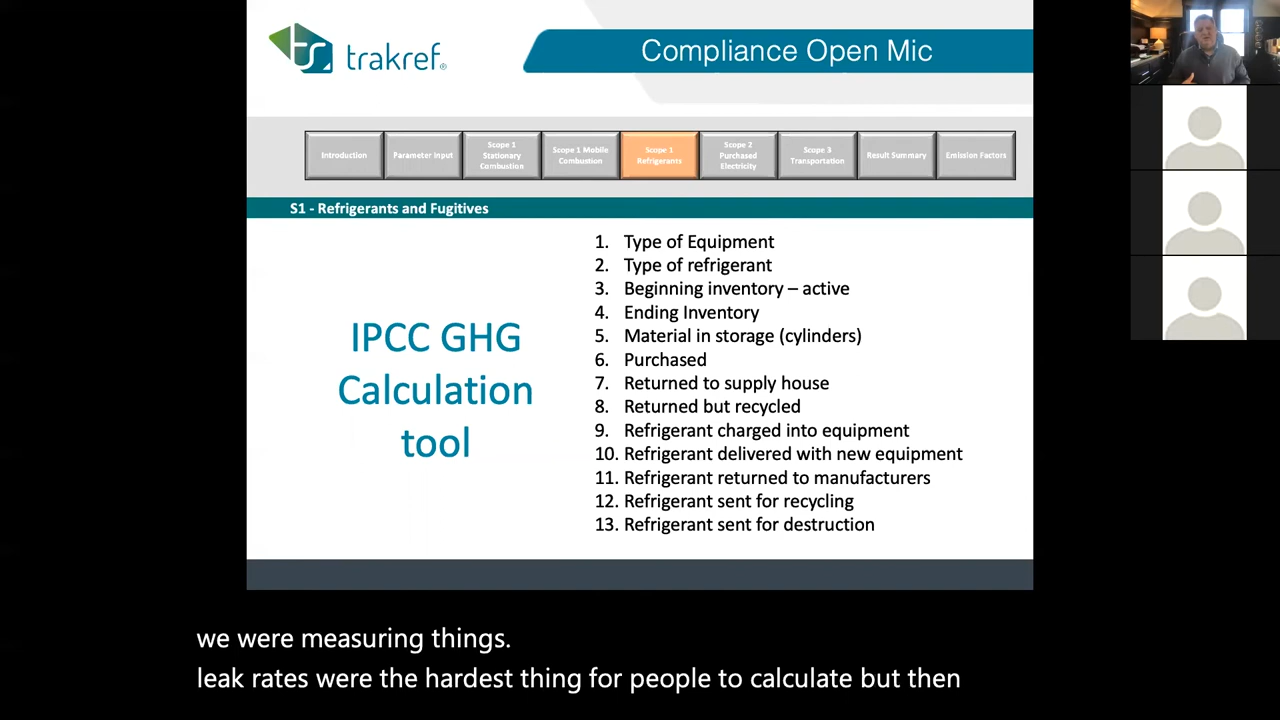 trakref®
Compliance Open Mic
Introduction
Parameter Input
Scope 1
Stationary
Combustion
Scope 1 Mobile
Combustion
Scope 1
Refrigerants
Scope 2
Purchased
Electricity
Scope 3
Transportation
Result Summary
Emission Factors
S1 - Refrigerants and Fugitives
IPCC GHG
Calculation
tool
1. Type of Equipment
2. Type of refrigerant
3. Beginning inventory – active
4. Ending Inventory
5. Material in storage (cylinders)
6. Purchased
7. Returned to supply house
8. Returned but recycled
9. Refrigerant charged into equipment
10. Refrigerant delivered with new equipment
11. Refrigerant returned to manufacturers
12. Refrigerant sent for recycling
13. Refrigerant sent for destruction
we were measuring things.
leak rates were the hardest thing for people to calculate but then